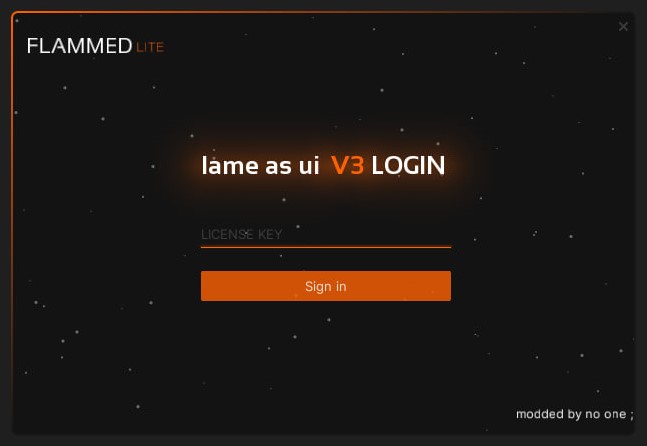 FLAMMED LITE
lame as ui V3 LOGIN
LICENSE KEY
Sign in
modded by no one ;